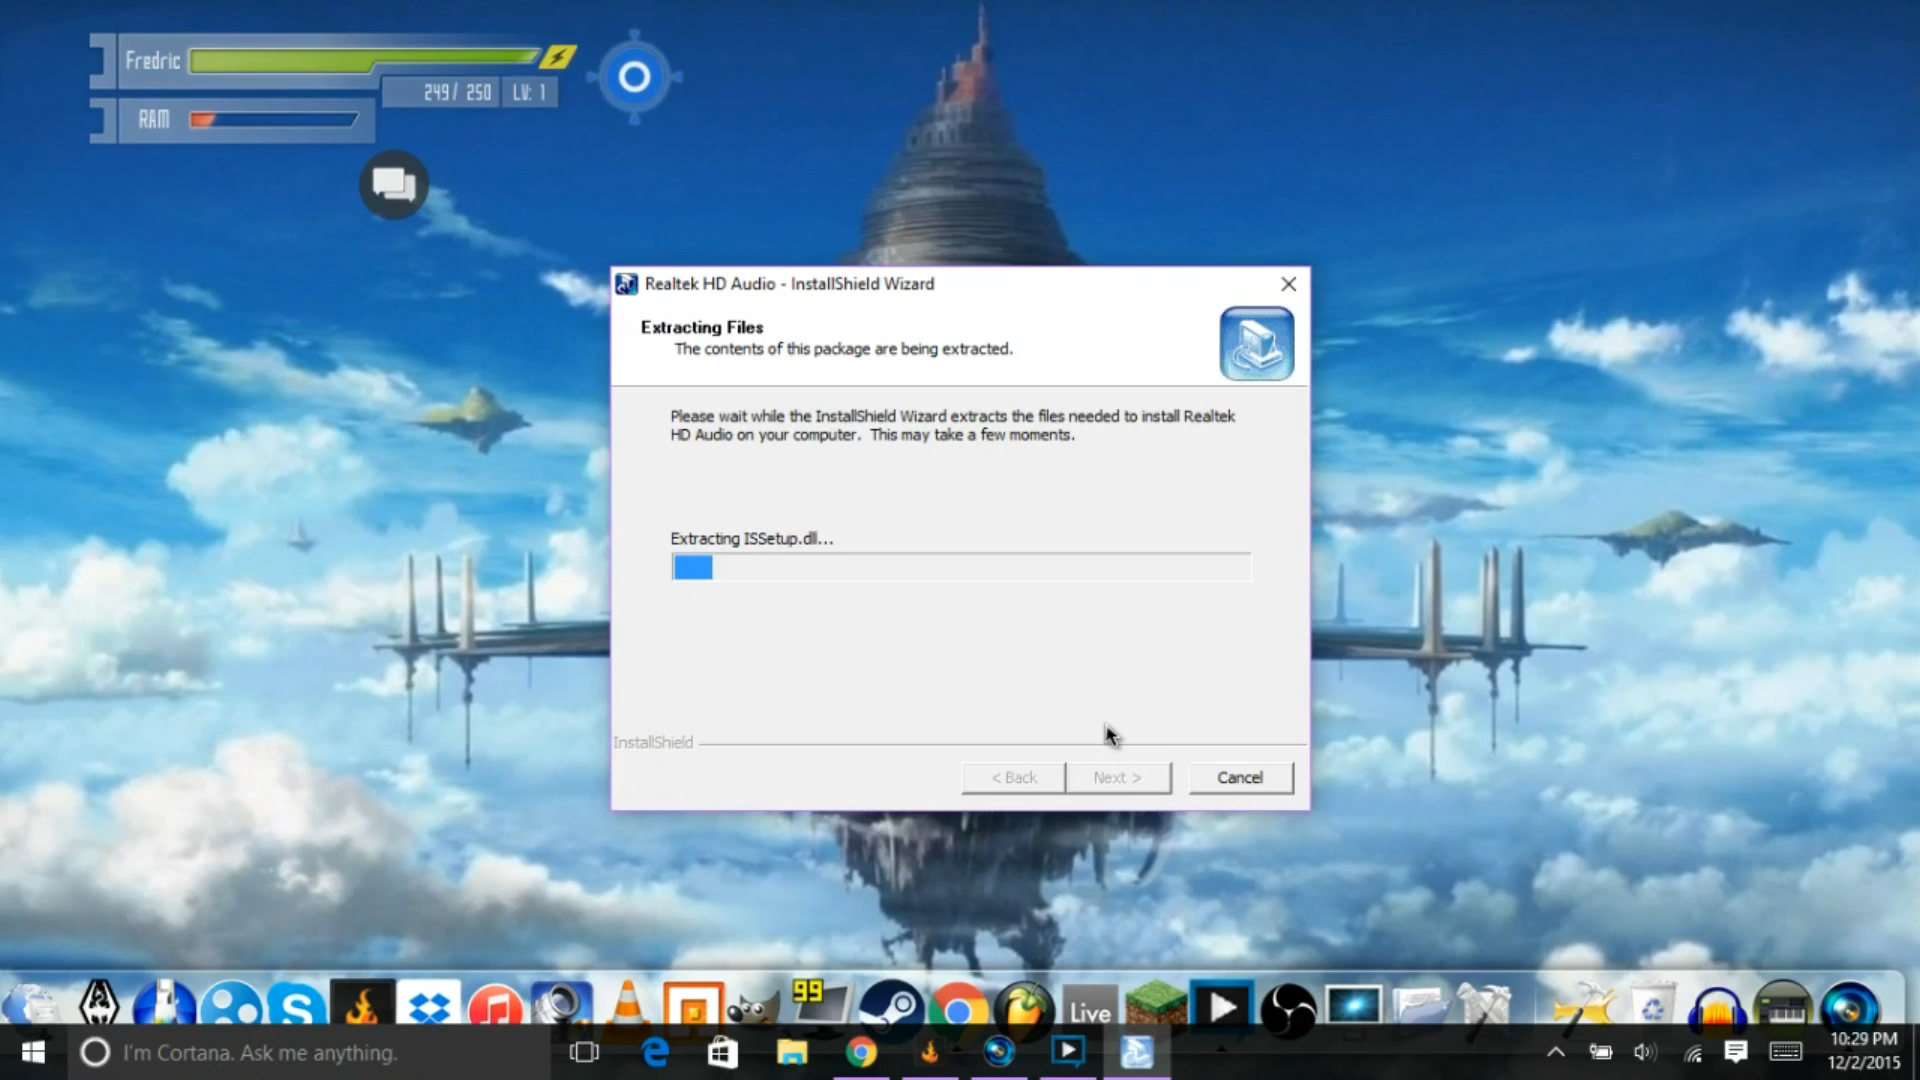 Fredric
249/ 250
LV: 1
RAM
Realtek HD Audio - InstallShield Wizard
Extracting Files
The contents of this package are being extracted.
Please wait while the InstallShield Wizard extracts the files needed to install Realtek
HD Audio on your computer.  This may take a few moments.
Extracting ISSetup.dll...
InstallShield
< Back
Next >
Cancel
99
Live
I'm Cortana. Ask me anything.
10:29 PM
12/2/2015